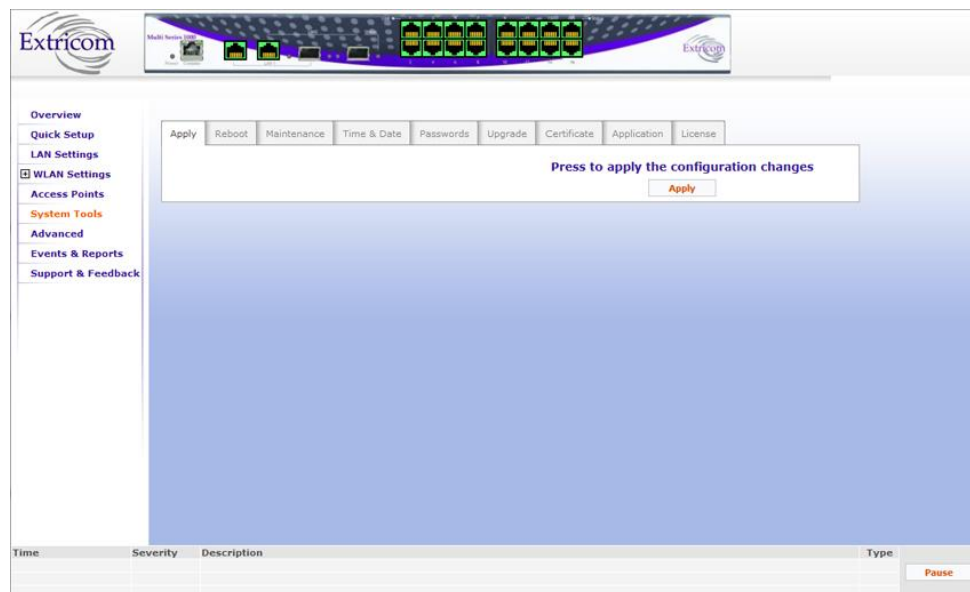 Extricom
Multi Series 1000
Extricom
Overview
Quick Setup
LAN Settings
WLAN Settings
Access Points
System Tools
Advanced
Events & Reports
Support & Feedback
Apply Reboot Maintenance Time & Date Passwords Upgrade Certificate Application License
Press to apply the configuration changes
Apply
Time Severity Description Type
Pause